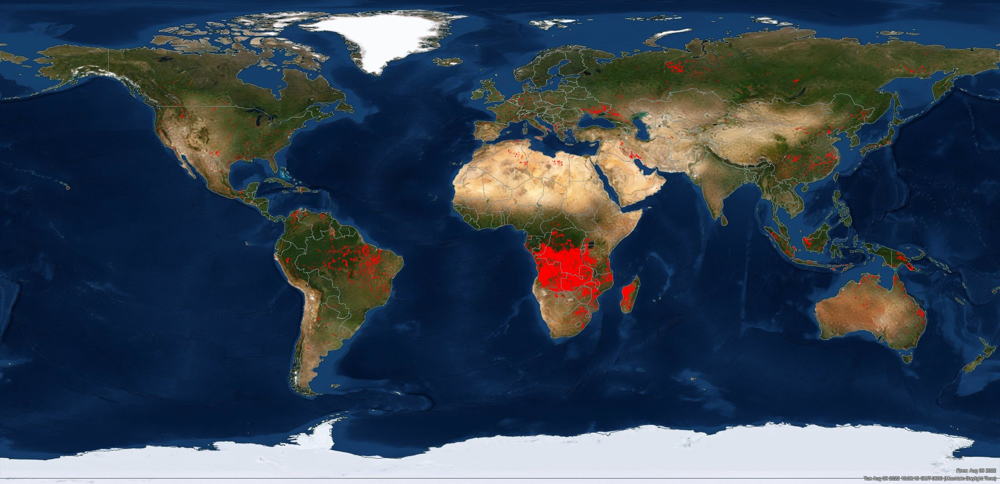 Fires: Aug 09 2022
Tue Aug 09 2022 15:38:13 GMT-0600 (Mountain Daylight Time)